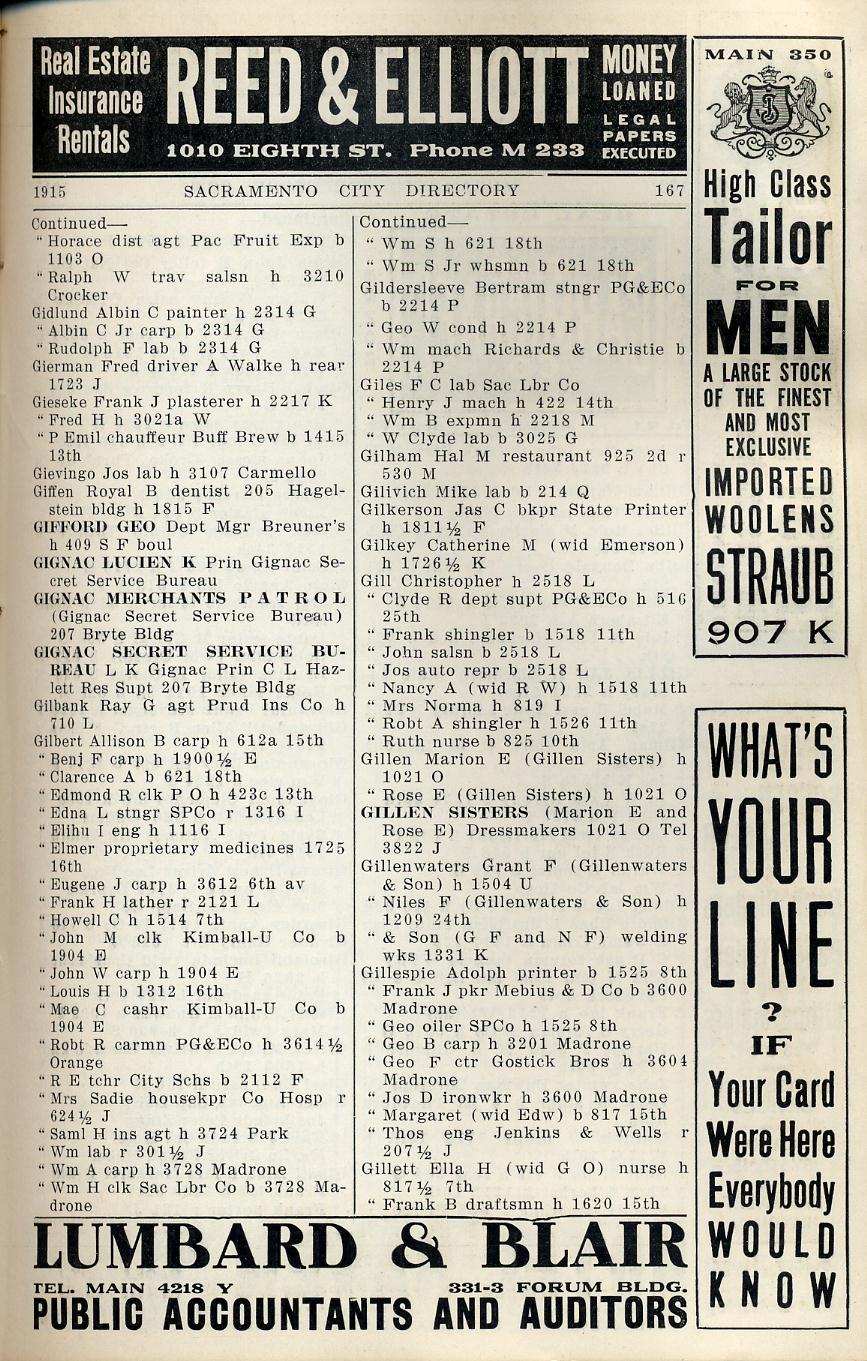 Real Estate
Insurance
Rentals
REED & ELLIOTT
1010 EIGHTH ST. Phone M 233
MONEY
LOANED
LEGAL
PAPERS
EXECUTED
1915 SACRAMENTO CITY DIRECTORY 167
Continued—
" Horace dist agt Pac Fruit Exp b
1103 O
" Ralph W trav salsn h 3210
Crocker
Gidlund Albin C painter h 2314 G
" Albin C Jr carp b 2314 G
" Rudolph F lab b 2314 G
Gierman Fred driver A Walke h rear
1723 J
Gieseke Frank J plasterer h 2217 K
" Fred H h 3021a W
" P Emil chauffeur Buff Brew b 1415
13th
Gievingo Jos lab h 3107 Carmello
Giffen Royal B dentist 205 Hagel-
stein bldg h 1815 F
GIFFORD GEO Dept Mgr Breuner's
h 409 S F boul
GIGNAC LUCIEN K Prin Gignac Se-
cret Service Bureau
GIGNAC MERCHANTS PATROL
(Gignac Secret Service Bureau)
207 Bryte Bldg
GIGNAC SECRET SERVICE BU-
REAU L K Gignac Prin C L Haz-
lett Res Supt 207 Bryte Bldg
Gilbank Ray G agt Prud Ins Co h
710 L
Gilbert Allison B carp h 612a 15th
" Benj F carp h 1900½ E
" Clarence A b 621 18th
" Edmond R clk P O h 423c 13th
" Edna L stngr SPCo r 1316 I
" Elihu I eng h 1116 I
" Elmer proprietary medicines 1725
16th
" Eugene J carp h 3612 6th av
" Frank H lather r 2121 L
" Howell C h 1514 7th
" John M clk Kimball-U Co b
1904 E
" John W carp h 1904 E
" Louis H b 1312 16th
" Mae C cashr Kimball-U Co b
1904 E
" Robt R carmn PG&ECo h 3614½
Orange
" R E tchr City Schs b 2112 F
" Mrs Sadie housekpr Co Hosp r
624½ J
" Saml H ins agt h 3724 Park
" Wm lab r 301½ J
" Wm A carp h 3728 Madrone
" Wm H clk Sac Lbr Co b 3728 Ma-
drone
Continued—
" Wm S h 621 18th
" Wm S Jr whsmn b 621 18th
Gildersleeve Bertram stngr PG&ECo
b 2214 P
" Geo W cond h 2214 P
" Wm mach Richards & Christie b
2214 P
Giles F C lab Sac Lbr Co
" Henry J mach h 422 14th
" Wm B expmn h 2218 M
" W Clyde lab b 3025 G
Gilham Hal M restaurant 925 2d r
530 M
Gilivich Mike lab b 214 Q
Gilkerson Jas C bkpr State Printer
h 1811½ F
Gilkey Catherine M (wid Emerson)
h 1726½ K
Gill Christopher h 2518 L
" Clyde R dept supt PG&ECo h 516
25th
" Frank shingler b 1518 11th
" John salsn b 2518 L
" Jos auto repr b 2518 L
" Nancy A (wid R W) h 1518 11th
" Mrs Norma h 819 I
" Robt A shingler h 1526 11th
" Ruth nurse b 825 10th
Gillen Marion E (Gillen Sisters) h
1021 O
" Rose E (Gillen Sisters) h 1021 O
GILLEN SISTERS (Marion E and
Rose E) Dressmakers 1021 O Tel
3822 J
Gillenwaters Grant F (Gillenwaters
& Son) h 1504 U
" Niles F (Gillenwaters & Son) h
1209 24th
" & Son (G F and N F) welding
wks 1331 K
Gillespie Adolph printer b 1525 8th
" Frank J pkr Mebius & D Co b 3600
Madrone
" Geo oiler SPCo h 1525 8th
" Geo B carp h 3201 Madrone
" Geo F ctr Gostick Bros h 3604
Madrone
" Jos D ironwkr h 3600 Madrone
" Margaret (wid Edw) b 817 15th
" Thos eng Jenkins & Wells r
207½ J
Gillett Ella H (wid G O) nurse h
817½ 7th
" Frank B draftsmn h 1620 15th
MAIN 350
High Class
Tailor
FOR
MEN
A LARGE STOCK
OF THE FINEST
AND MOST
EXCLUSIVE
IMPORTED
WOOLENS
STRAUB
907 K
WHAT'S
YOUR
LINE
?
IF
Your Card
Were Here
Everybody
WOULD
KNOW
LUMBARD & BLAIR
TEL. MAIN 4218 Y 331-3 FORUM BLDG.
PUBLIC ACCOUNTANTS AND AUDITORS